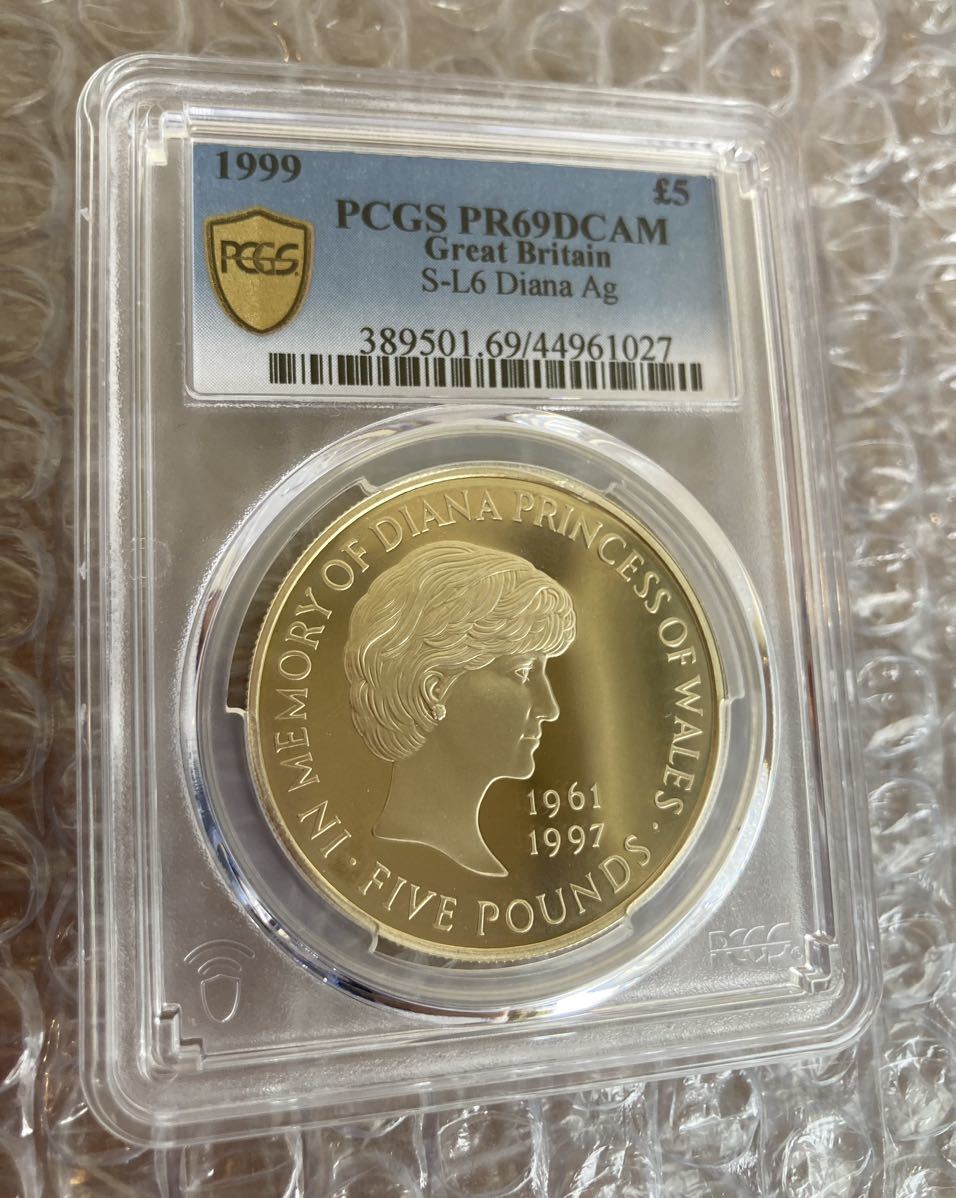 1999
£5
PCGS PR69DCAM
Great Britain
S-L6 Diana Ag
PCGS
389501.69/44961027
IN MEMORY OF DIANA PRINCESS OF WALES ·
1961
1997
· FIVE POUNDS
PCGS